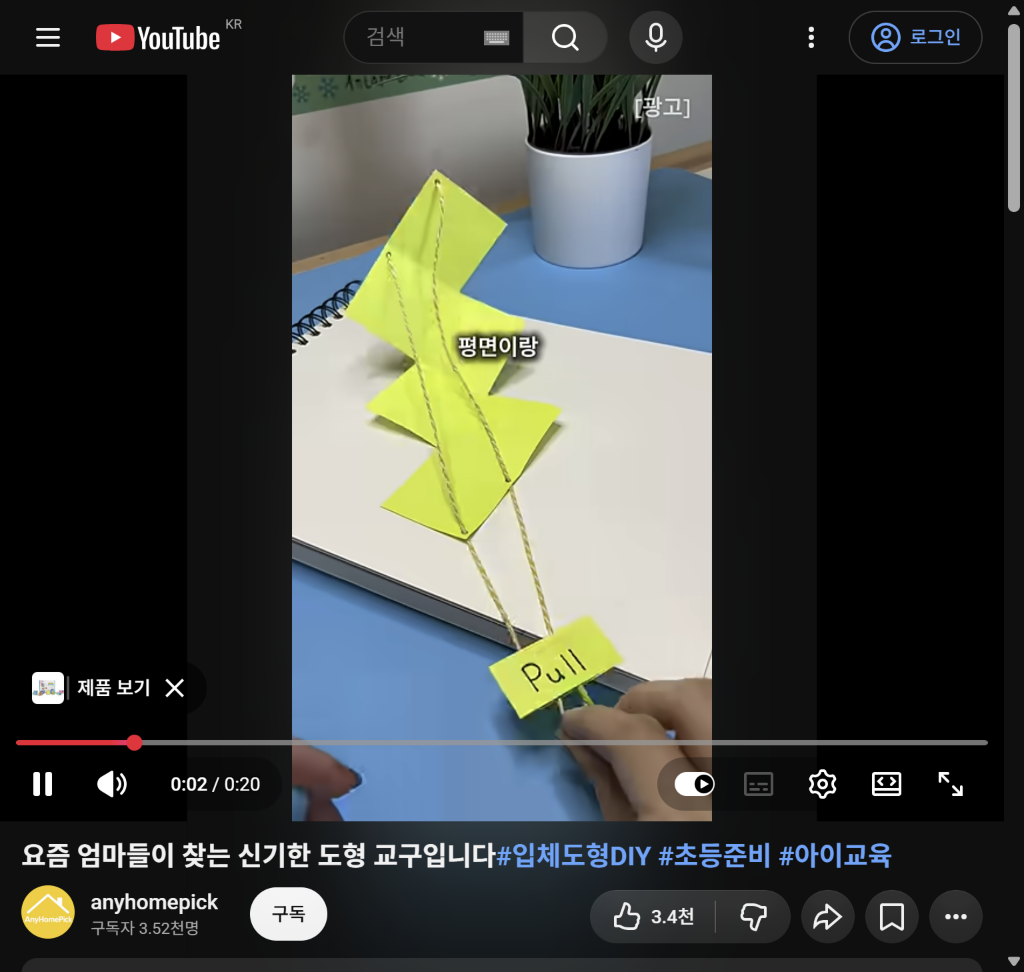 YouTube KR
검색
로그인
[광고]
평면이랑
Pull
제품 보기
0:02 / 0:20
요즘 엄마들이 찾는 신기한 도형 교구입니다#입체도형DIY #초등준비 #아이교육
AnyHomePick
anyhomepick
구독자 3.52천명
구독
3.4천